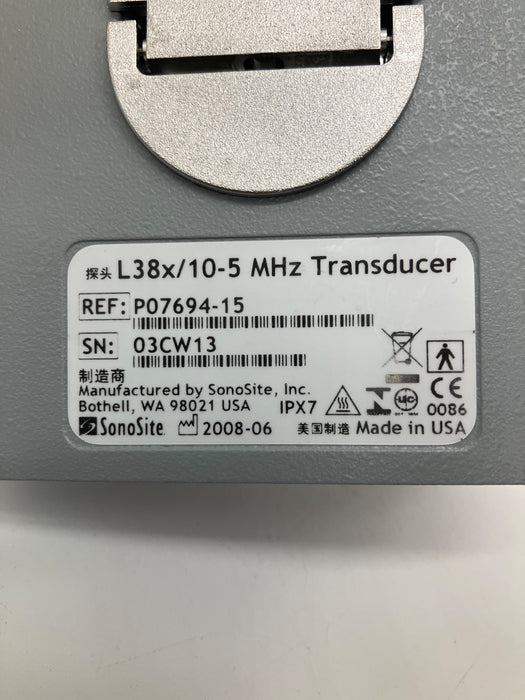 探头 L38x/10-5 MHz Transducer
REF: P07694-15
SN: 03CW13
制造商
Manufactured by SonoSite, Inc.
Bothell, WA 98021 USA IPX7
CE 0086
SonoSite 2008-06 美国制造 Made in USA